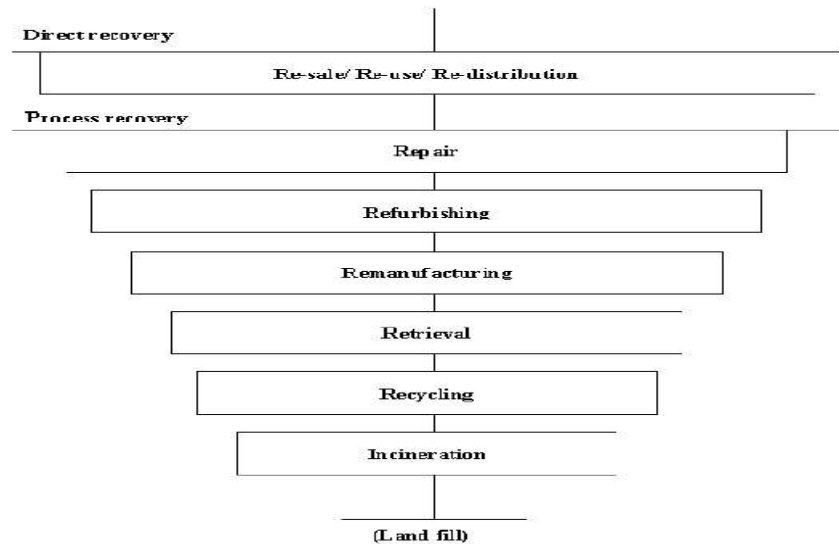 Direct recovery
Re-sale/ Re-use/ Re-distribution
Process recovery
Repair
Refurbishing
Remanufacturing
Retrieval
Recycling
Incineration
(Land fill)